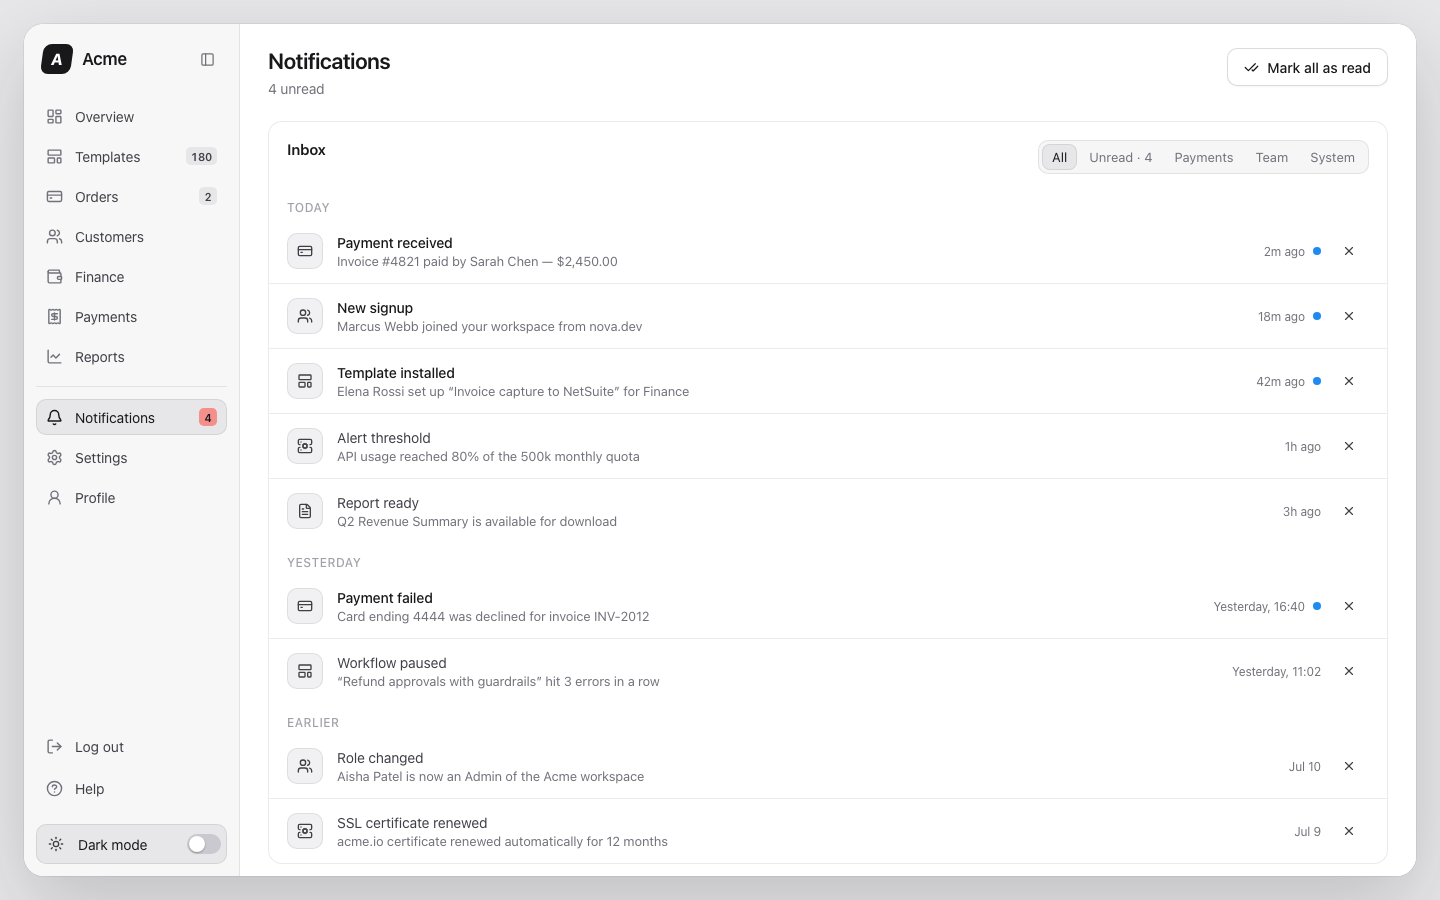 A Acme
Overview
Templates 180
Orders 2
Customers
Finance
Payments
Reports
Notifications 4
Settings
Profile
Log out
Help
Dark mode
Notifications
4 unread
Mark all as read
Inbox
All Unread · 4 Payments Team System
TODAY
Payment received
Invoice #4821 paid by Sarah Chen — $2,450.00
2m ago
New signup
Marcus Webb joined your workspace from nova.dev
18m ago
Template installed
Elena Rossi set up “Invoice capture to NetSuite” for Finance
42m ago
Alert threshold
API usage reached 80% of the 500k monthly quota
1h ago
Report ready
Q2 Revenue Summary is available for download
3h ago
YESTERDAY
Payment failed
Card ending 4444 was declined for invoice INV-2012
Yesterday, 16:40
Workflow paused
“Refund approvals with guardrails” hit 3 errors in a row
Yesterday, 11:02
EARLIER
Role changed
Aisha Patel is now an Admin of the Acme workspace
Jul 10
SSL certificate renewed
acme.io certificate renewed automatically for 12 months
Jul 9